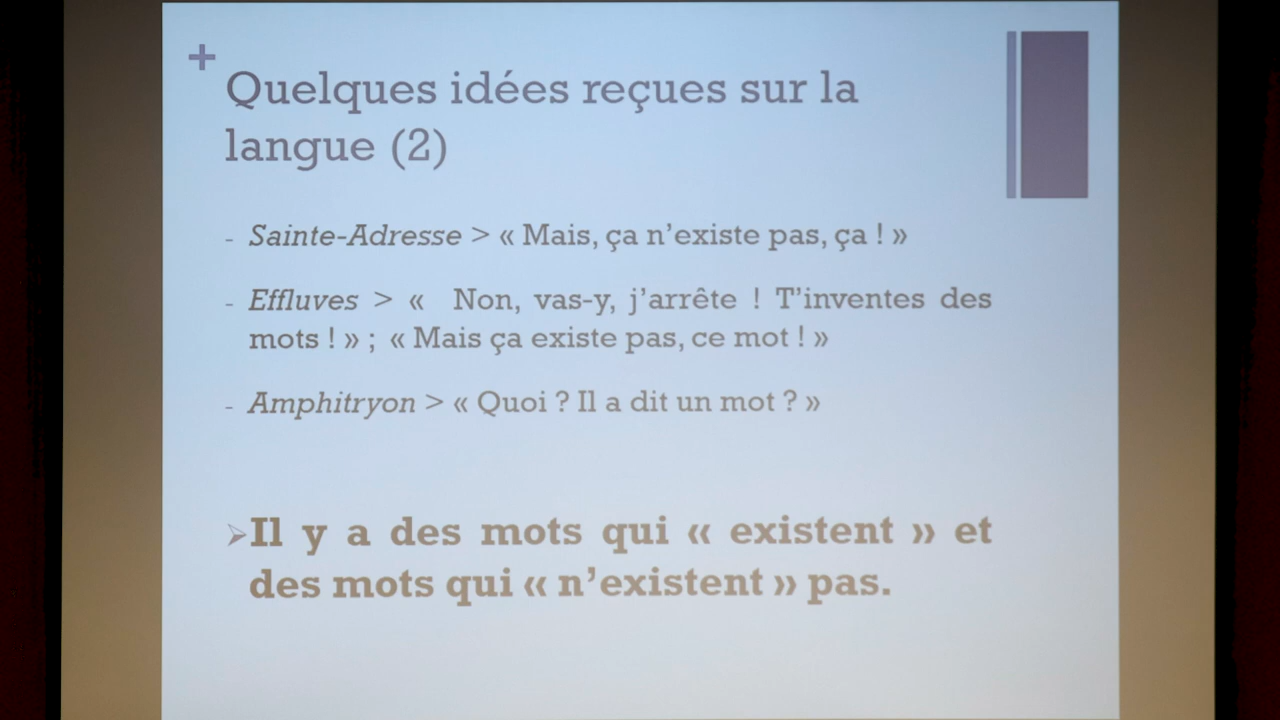 +
Quelques idées reçues sur la
langue (2)
- Sainte-Adresse > « Mais, ça n’existe pas, ça ! »
- Effluves > «  Non, vas-y, j’arrête ! T’inventes des
mots ! » ; « Mais ça existe pas, ce mot ! »
- Amphitryon > « Quoi ? Il a dit un mot ? »
➢Il y a des mots qui « existent » et
des mots qui « n’existent » pas.